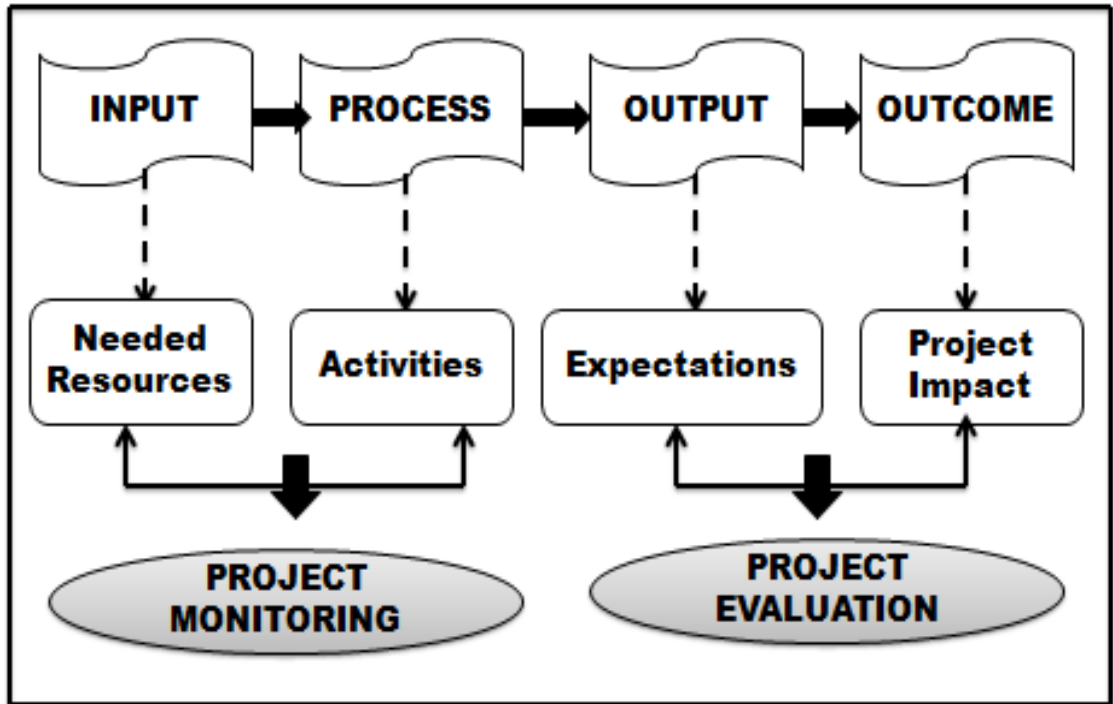 INPUT
PROCESS
OUTPUT
OUTCOME
Needed
Resources
Activities
Expectations
Project
Impact
PROJECT
MONITORING
PROJECT
EVALUATION